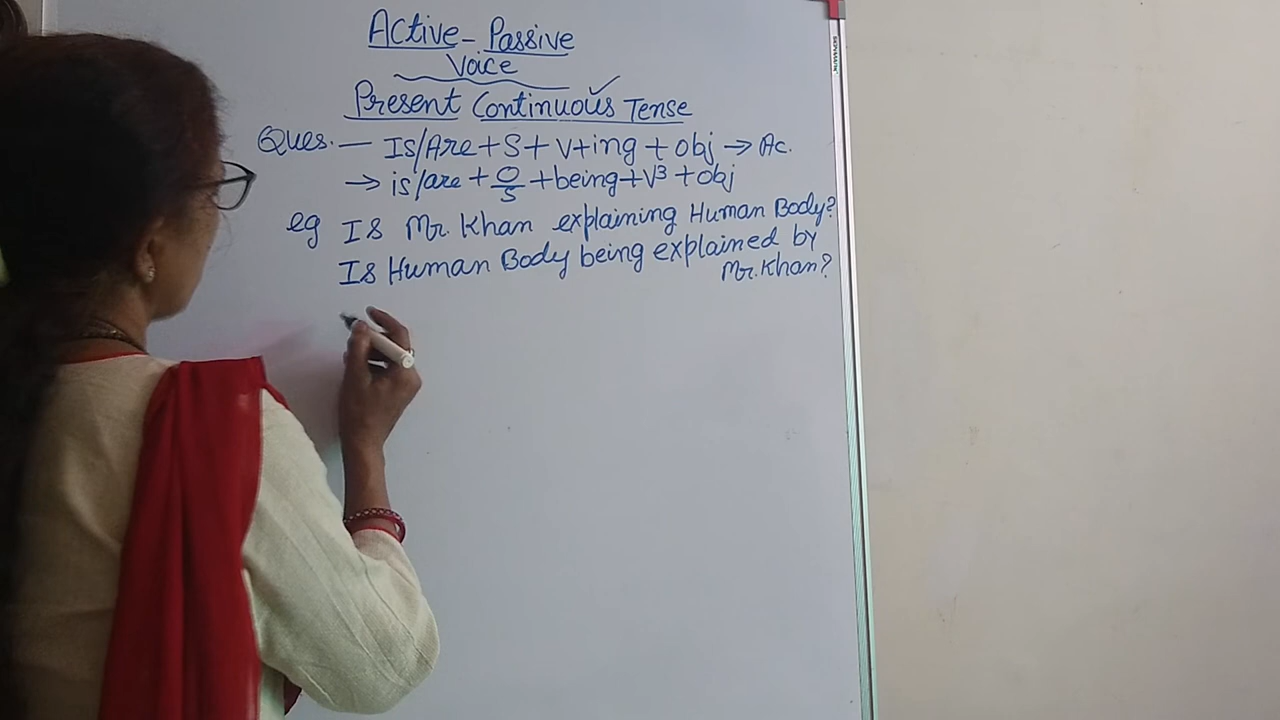 Active - Passive
Voice
Present Continuous Tense
Ques. — Is/Are + S + V + ing + obj → Ac.
→ is/are + O/S + being + V³ + obj
eg Is Mr. Khan explaining Human Body?
Is Human Body being explained by
Mr. Khan?